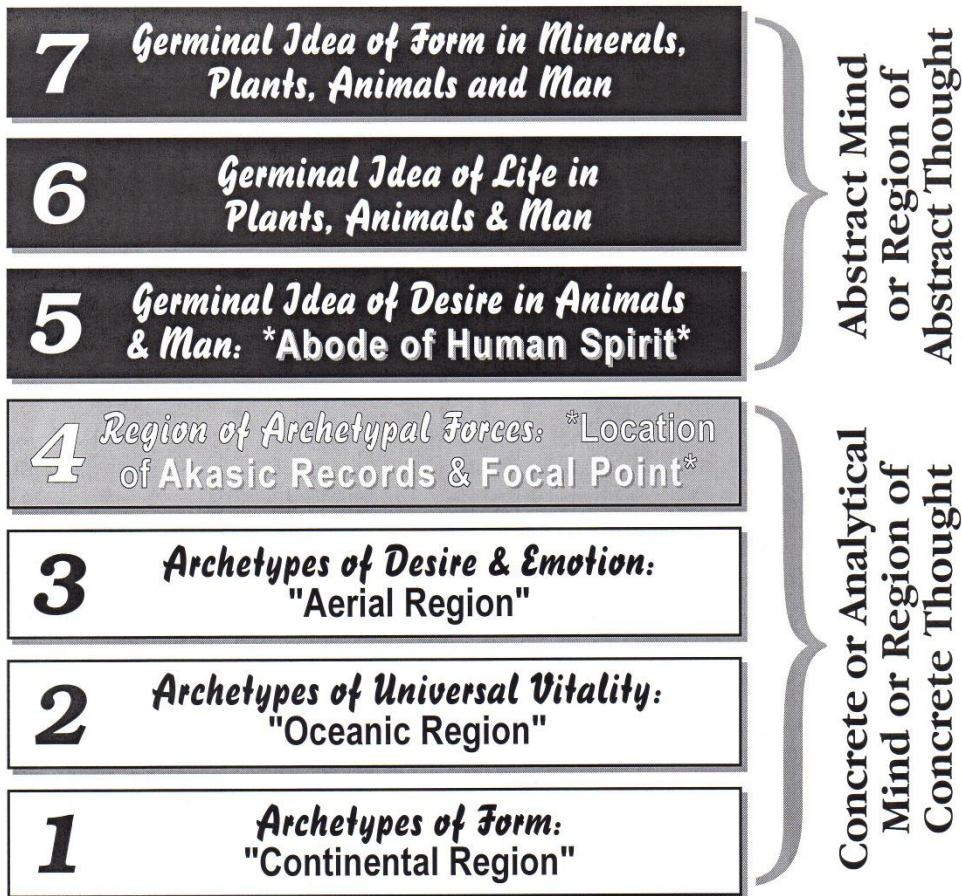 7
Germinal Idea of Form in Minerals,
Plants, Animals and Man
6
Germinal Idea of Life in
Plants, Animals & Man
5
Germinal Idea of Desire in Animals
& Man: *Abode of Human Spirit*
Abstract Mind
or Region of
Abstract Thought
4
Region of Archetypal Forces: *Location
of Akasic Records & Focal Point*
3
Archetypes of Desire & Emotion:
"Aerial Region"
2
Archetypes of Universal Vitality:
"Oceanic Region"
1
Archetypes of Form:
"Continental Region"
Concrete or Analytical
Mind or Region of
Concrete Thought